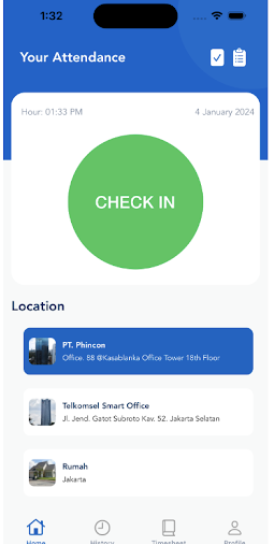 1:32
Your Attendance
Hour: 01:33 PM
4 January 2024
CHECK IN
Location
PT. Phincon
Office. 88 @Kasablanka Office Tower 18th Floor
Telkomsel Smart Office
Jl. Jend. Gatot Subroto Kav. 52. Jakarta Selatan
Rumah
Jakarta
Home
History
Timesheet
Profile